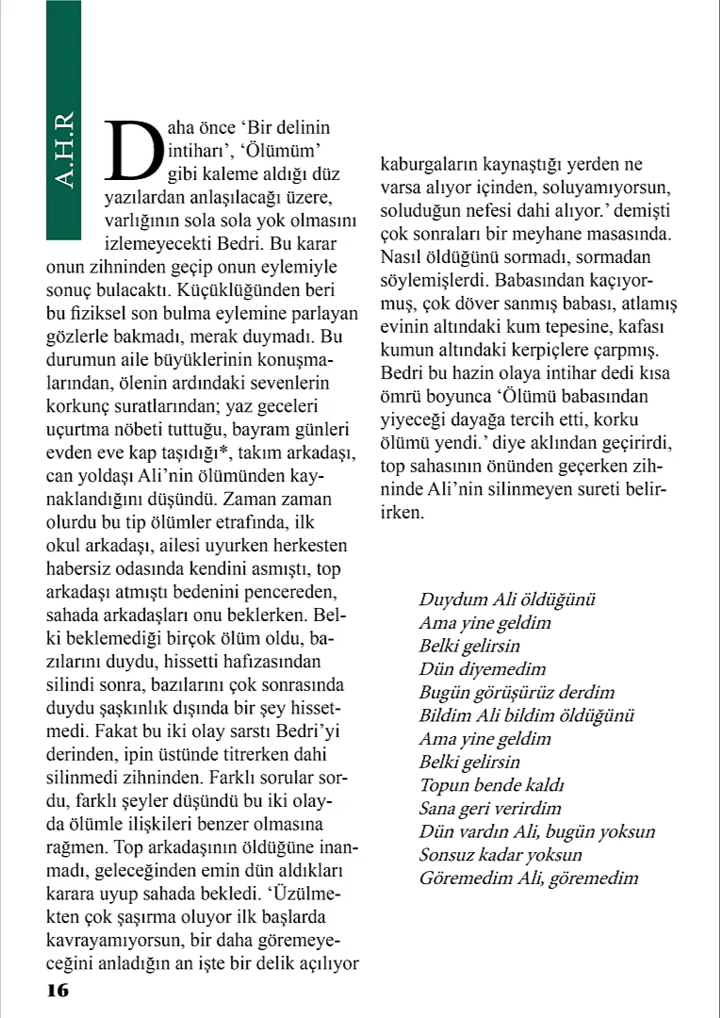 A.H.R
Daha önce ‘Bir delinin
intiharı’, ‘Ölümüm’
gibi kaleme aldığı düz
yazılardan anlaşılacağı üzere,
varlığının sola sola yok olmasını
izlemeyecekti Bedri. Bu karar
onun zihninden geçip onun eylemiyle
sonuç bulacaktı. Küçüklüğünden beri
bu fiziksel son bulma eylemine parlayan
gözlerle bakmadı, merak duymadı. Bu
durumun aile büyüklerinin konuşma-
larından, ölenin ardındaki sevenlerin
korkunç suratlarından; yaz geceleri
uçurtma nöbeti tuttuğu, bayram günleri
evden eve kap taşıdığı*, takım arkadaşı,
can yoldaşı Ali’nin ölümünden kay-
naklandığını düşündü. Zaman zaman
olurdu bu tip ölümler etrafında, ilk
okul arkadaşı, ailesi uyurken herkesten
habersiz odasında kendini asmıştı, top
arkadaşı atmıştı bedenini pencereden,
sahada arkadaşları onu beklerken. Bel-
ki beklemediği birçok ölüm oldu, ba-
zılarını duydu, hissetti hafızasından
silindi sonra, bazılarını çok sonrasında
duydu şaşkınlık dışında bir şey hisset-
medi. Fakat bu iki olay sarstı Bedri’yi
derinden, ipin üstünde titrerken dahi
silinmedi zihninden. Farklı sorular sor-
du, farklı şeyler düşündü bu iki olay-
da ölümle ilişkileri benzer olmasına
rağmen. Top arkadaşının öldüğüne inan-
madı, geleceğinden emin dün aldıkları
karara uyup sahada bekledi. ‘Üzülme-
kten çok şaşırma oluyor ilk başlarda
kavrayamıyorsun, bir daha göremeye-
ceğini anladığın an işte bir delik açılıyor
kaburgaların kaynaştığı yerden ne
varsa alıyor içinden, soluyamıyorsun,
soluduğun nefesi dahi alıyor.’ demişti
çok sonraları bir meyhane masasında.
Nasıl öldüğünü sormadı, sormadan
söylemişlerdi. Babasından kaçıyor-
muş, çok döver sanmış babası, atlamış
evinin altındaki kum tepesine, kafası
kumun altındaki kerpiçlere çarpmış.
Bedri bu hazin olaya intihar dedi kısa
ömrü boyunca ‘Ölümü babasından
yiyeceği dayağa tercih etti, korku
ölümü yendi.’ diye aklından geçirirdi,
top sahasının önünden geçerken zih-
ninde Ali’nin silinmeyen sureti belir-
irken.
Duydum Ali öldüğünü
Ama yine geldim
Belki gelirsin
Dün diyemedim
Bugün görüşürüz derdim
Bildim Ali bildim öldüğünü
Ama yine geldim
Belki gelirsin
Topun bende kaldı
Sana geri verirdim
Dün vardın Ali, bugün yoksun
Sonsuz kadar yoksun
Göremedim Ali, göremedim
16